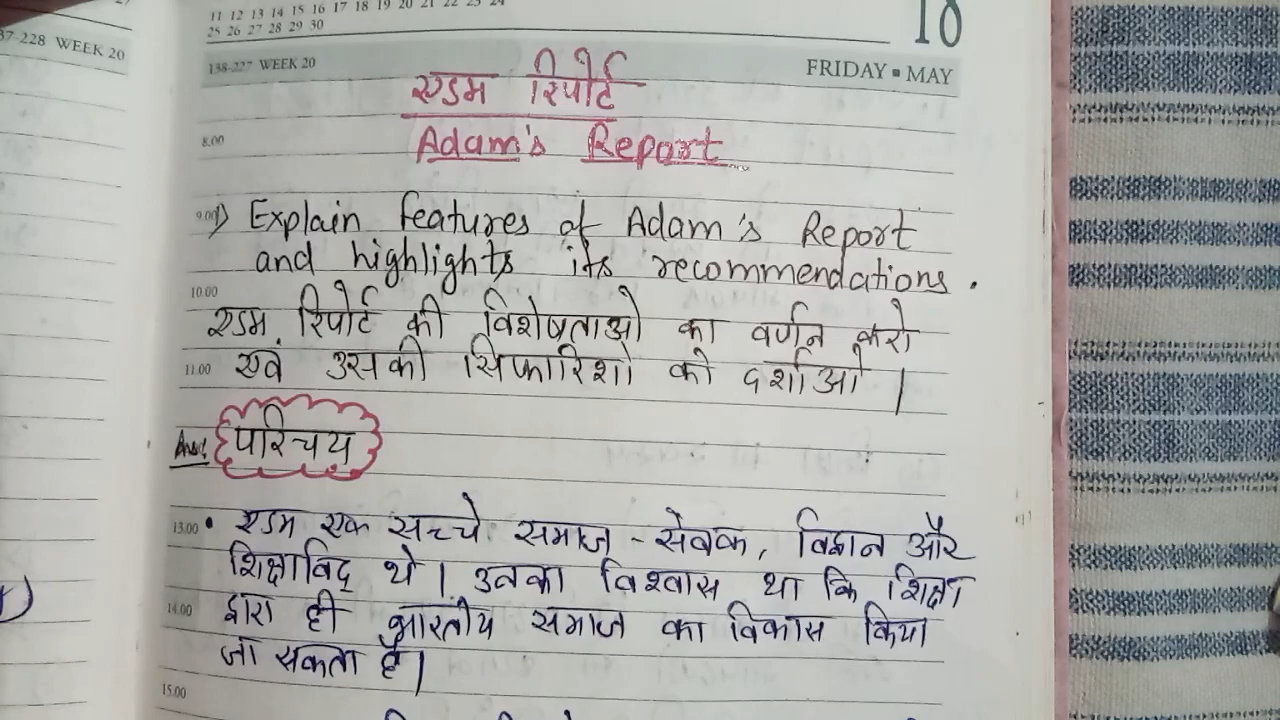 11 12 13 14 15 16 17 18 19 20 21 22 23 24
25 26 27 28 29 30
18
37-228 WEEK 20
138-227 WEEK 20
FRIDAY ▪ MAY
एडम रिपोर्ट
8.00
Adam's Report
9.00 1) Explain features of Adam's Report
and highlights its recommendations.
10.00
एडम रिपोर्ट की विशेषताओ का वर्णन करो
11.00 एवं उसकी सिफारिशो को दर्शाओ।
Ans: परिचय
13.00 • एडम एक सच्चे समाज - सेवक, विद्वान और
शिक्षाविद् थे। उनका विश्वास था कि शिक्षा
14.00 द्वारा ही भारतीय समाज का विकास किया
जा सकता है।
15.00